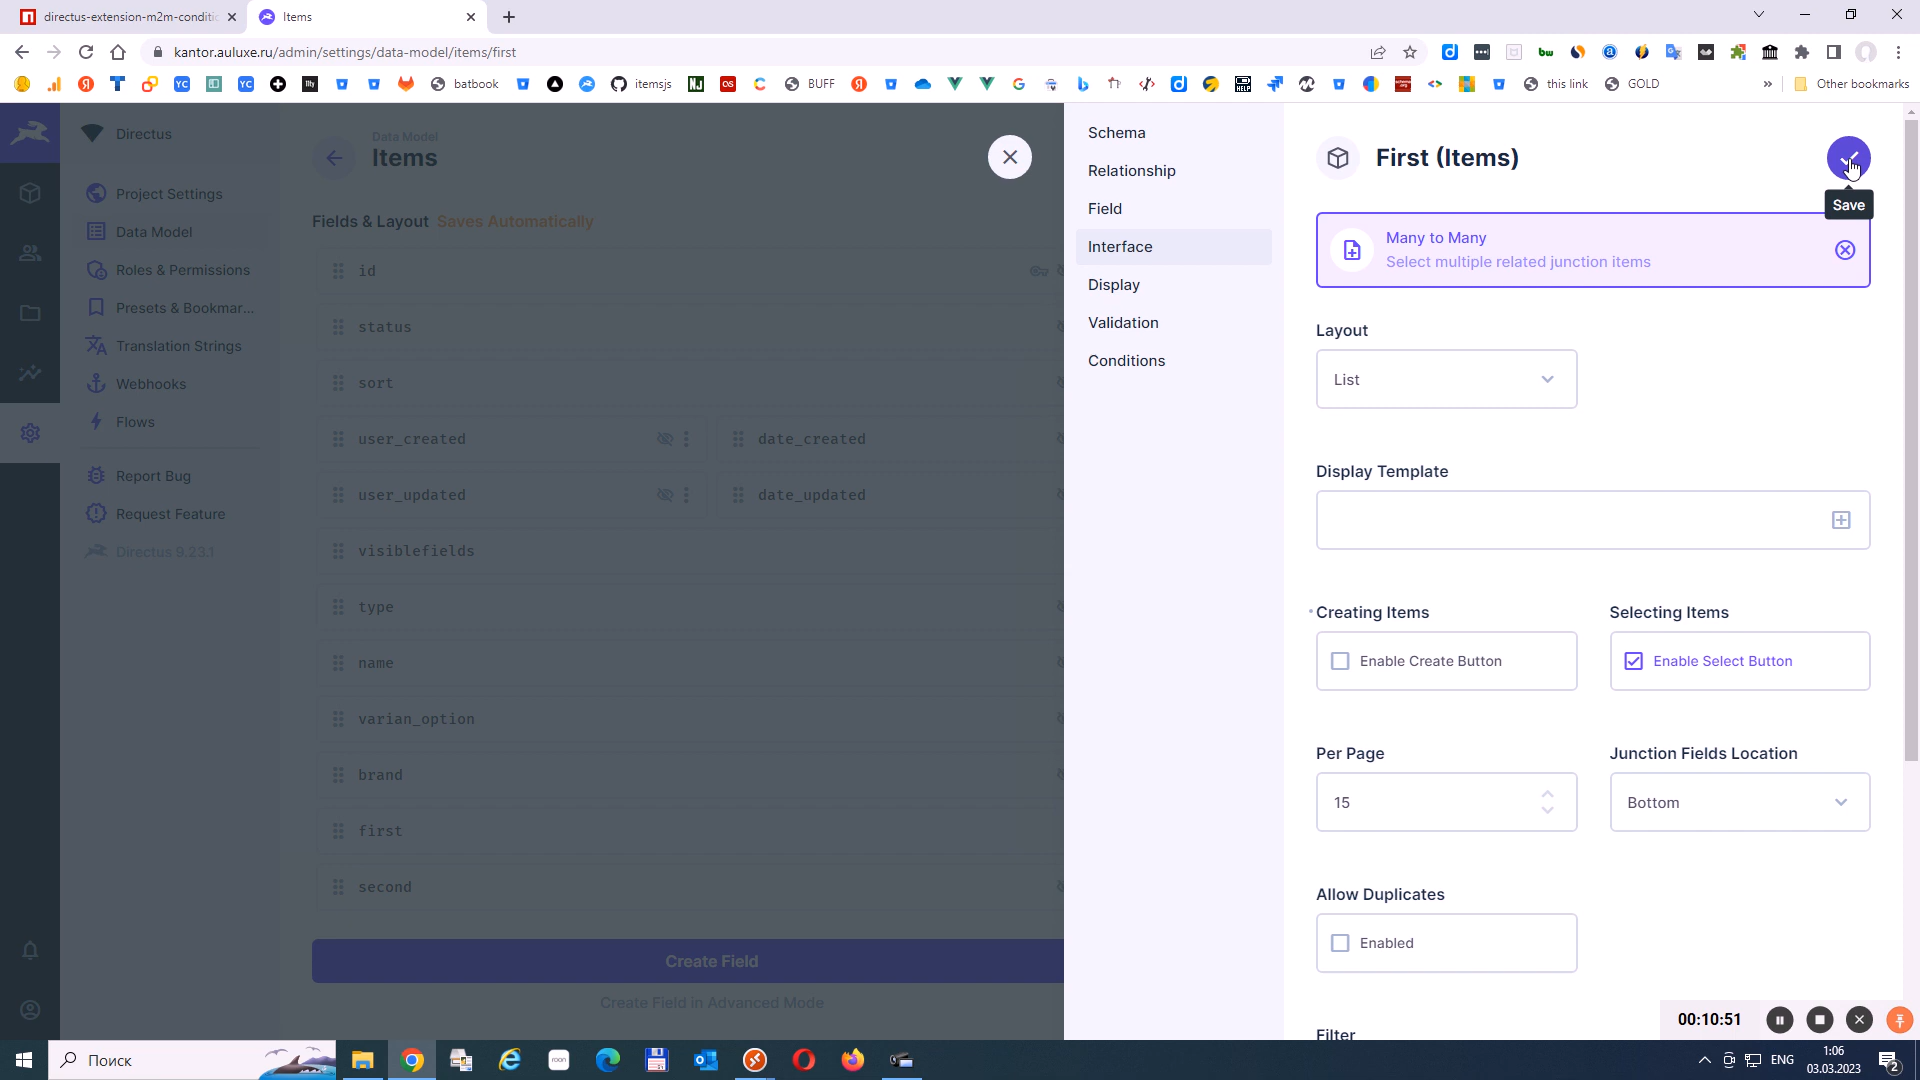 directus-extension-m2m-conditio
Items
kantor.auluxe.ru/admin/settings/data-model/items/first
batbook
itemsjs
BUFF
this link
GOLD
Other bookmarks
Directus
Project Settings
Data Model
Roles & Permissions
Presets & Bookmar...
Translation Strings
Webhooks
Flows
Report Bug
Request Feature
Directus 9.23.1
Data Model
Items
Fields & Layout Saves Automatically
id
status
sort
user_created
date_created
user_updated
date_updated
visiblefields
type
name
varian_option
brand
first
second
Create Field
Create Field in Advanced Mode
Schema
Relationship
Field
Interface
Display
Validation
Conditions
First (Items)
Save
Many to Many
Select multiple related junction items
Layout
List
Display Template
Creating Items
Enable Create Button
Selecting Items
Enable Select Button
Per Page
15
Junction Fields Location
Bottom
Allow Duplicates
Enabled
Filter
00:10:51
Поиск
ENG
1:06
03.03.2023
2